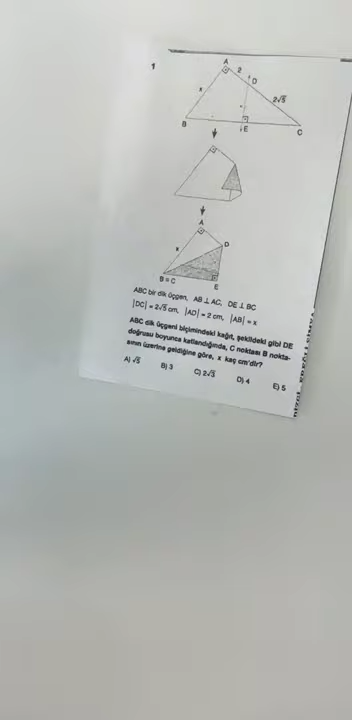 1
A
2
D
x
2√5
B
E
C
A
x
D
B = C
E
ABC bir dik üçgen, AB ⊥ AC, DE ⊥ BC
|DC| = 2√5 cm, |AD| = 2 cm, |AB| = x
ABC dik üçgeni biçimindeki kağıt, şekildeki gibi DE
doğrusu boyunca katlandığında, C noktası B nokta-
sının üzerine geldiğine göre, x kaç cm'dir?
A) √5 B) 3 C) 2√3 D) 4 E) 5